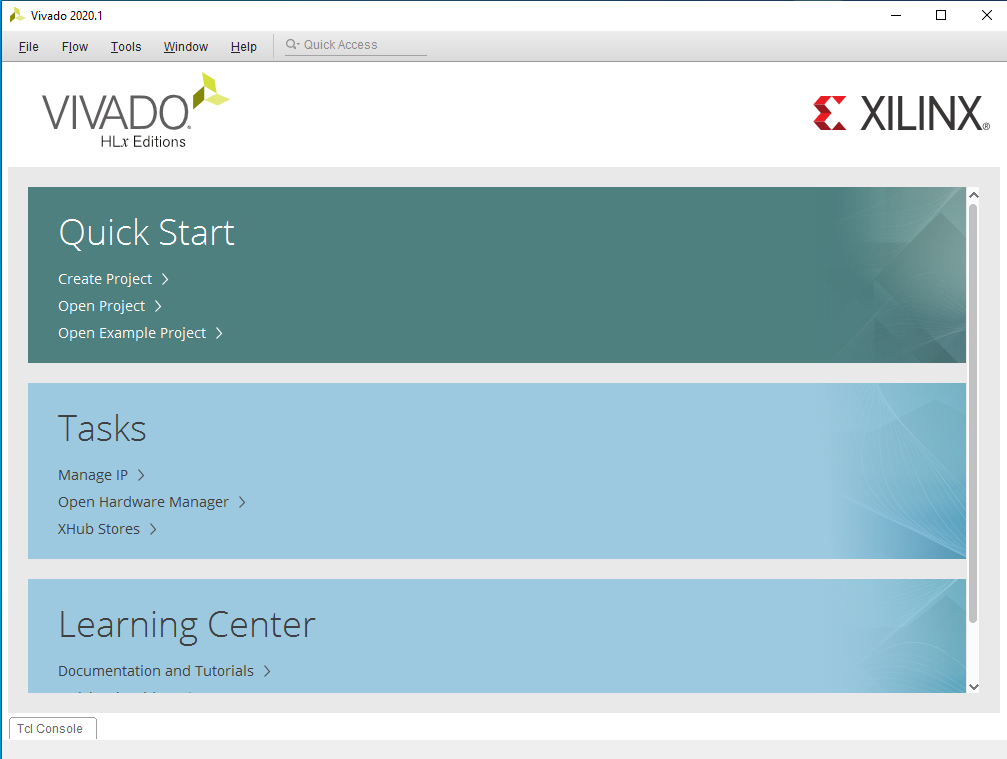 Vivado 2020.1
File Flow Tools Window Help Quick Access
VIVADO.
HLx Editions
XILINX®
Quick Start
Create Project
Open Project
Open Example Project
Tasks
Manage IP
Open Hardware Manager
XHub Stores
Learning Center
Documentation and Tutorials
Tcl Console